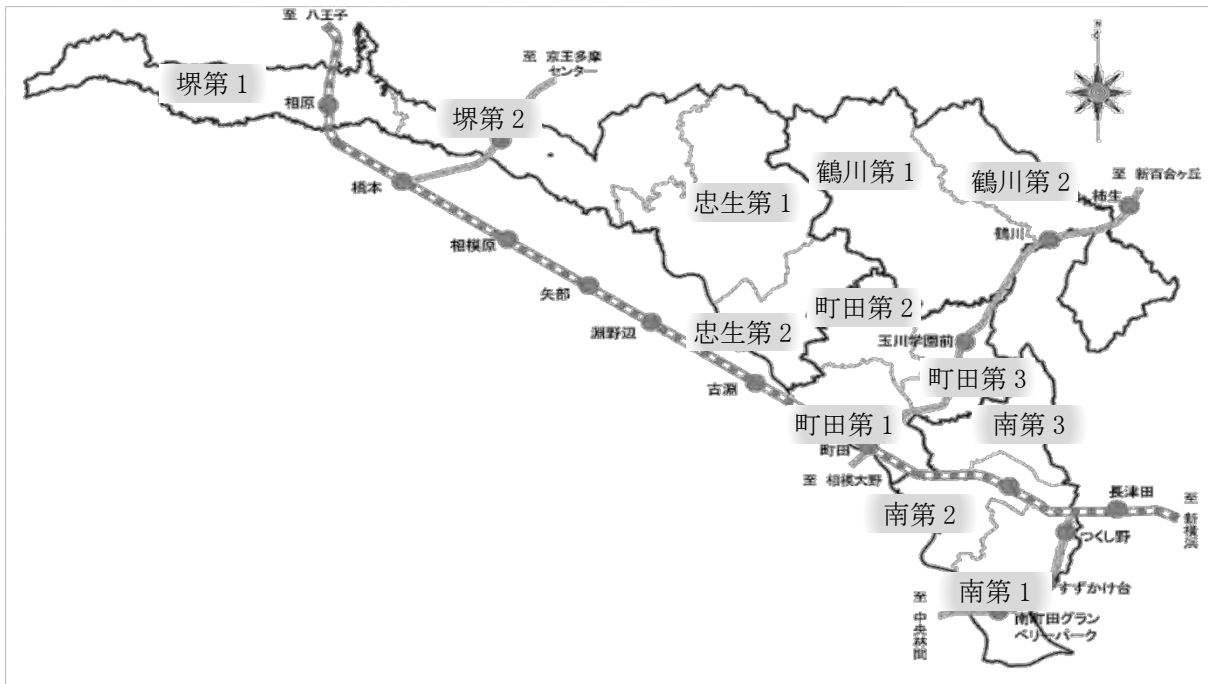 至 八王子
至 京王多摩
センター
堺第１
相原
堺第２
橋本
鶴川第１
鶴川第２
至 新百合ヶ丘
柿生
忠生第１
鶴川
相模原
矢部
町田第２
淵野辺
忠生第２
玉川学園前
町田第３
古淵
町田第１
南第３
町田
至 相模大野
長津田
至 新横浜
南第２
つくし野
南第１
すずかけ台
至 中央林間
南町田グラン
ベリーパーク